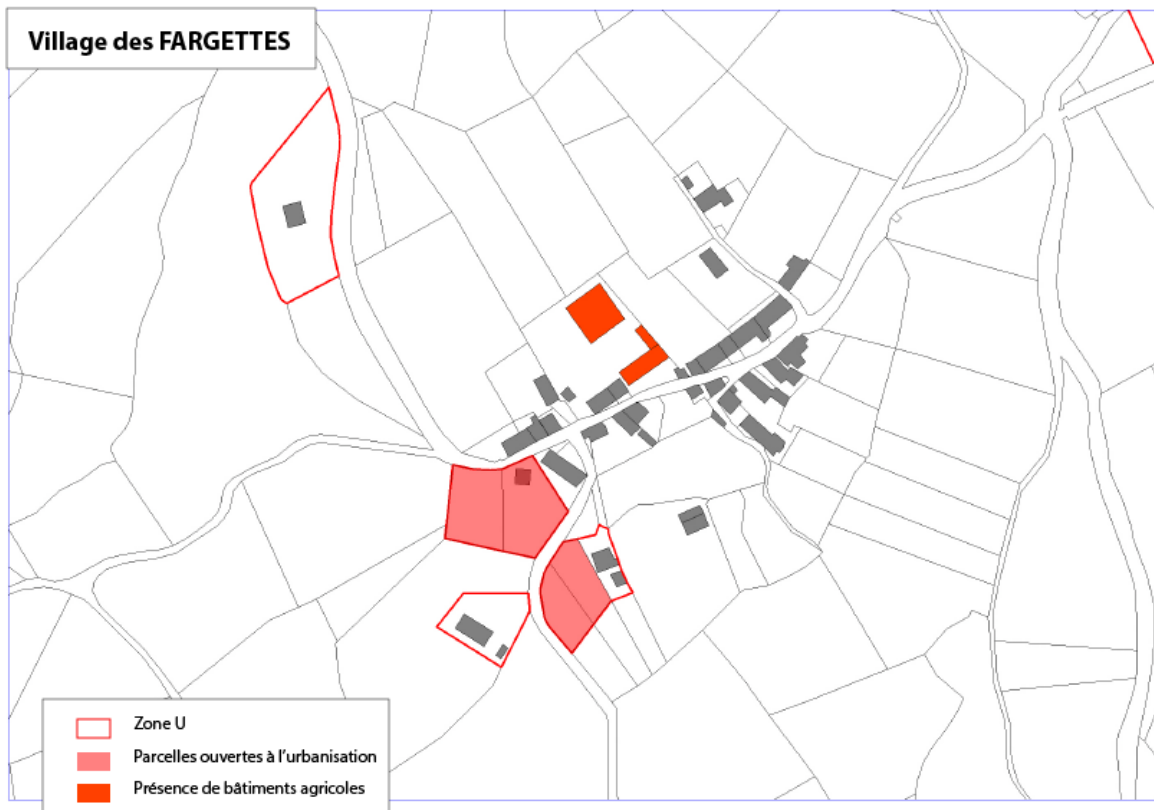 Village des FARGETTES
Zone U
Parcelles ouvertes à l'urbanisation
Présence de bâtiments agricoles